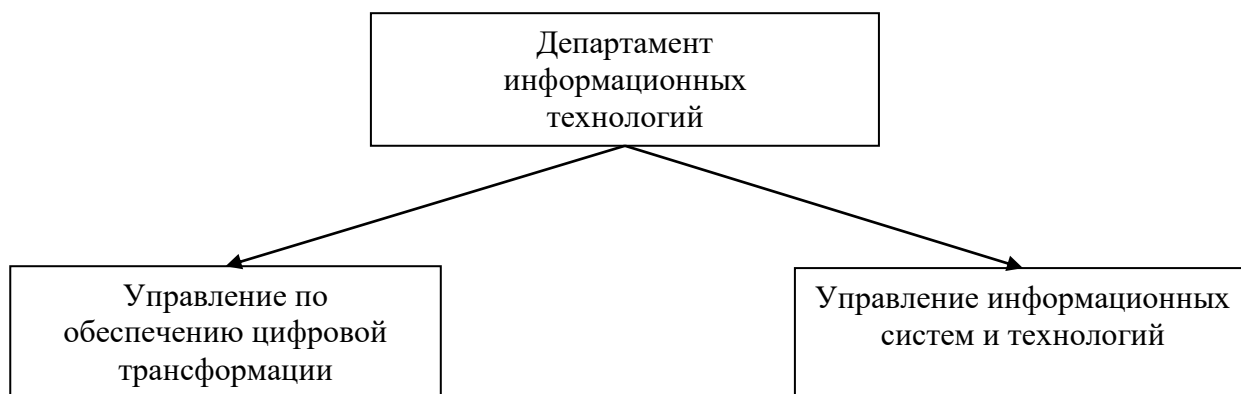 Департамент
информационных
технологий
Управление по
обеспечению цифровой
трансформации
Управление информационных
систем и технологий